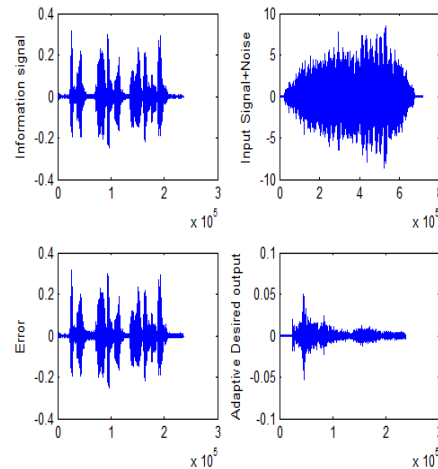 Information signal
0.4
0.2
0
-0.2
-0.4
0 1 2 3
x 10^5
Input Signal+Noise
10
5
0
-5
-10
0 2 4 6
x 10^5
Error
0.4
0.2
0
-0.2
-0.4
0 1 2 3
x 10^5
Adaptive Desired output
0.1
0.05
0
-0.05
-0.1
0 1 2 3
x 10^5